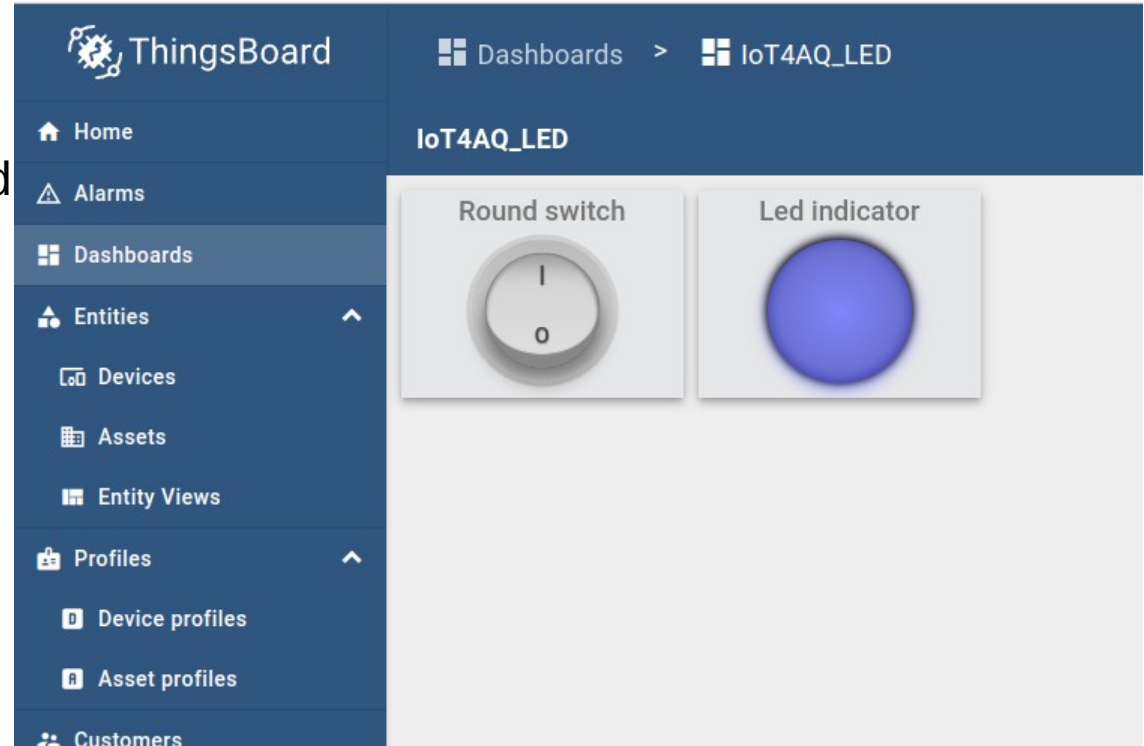 ThingsBoard
Dashboards > IoT4AQ_LED
IoT4AQ_LED
d
Home
Alarms
Dashboards
Entities
Devices
Assets
Entity Views
Profiles
D Device profiles
A Asset profiles
Customers
Round switch
I
O
Led indicator